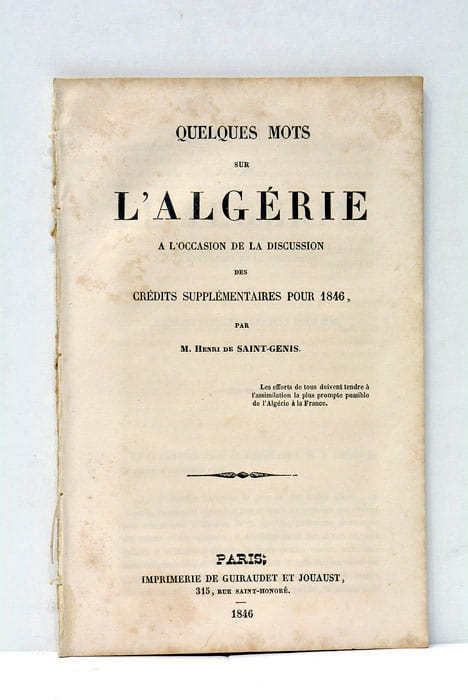 QUELQUES MOTS
SUR
L'ALGÉRIE
A L'OCCASION DE LA DISCUSSION
DES
CRÉDITS SUPPLÉMENTAIRES POUR 1846,
PAR
M. HENRI DE SAINT-GENIS.
Les efforts de tous doivent tendre à
l'assimilation la plus prompte possible
de l'Algérie à la France.
PARIS;
IMPRIMERIE DE GUIRAUDET ET JOUAUST,
315, RUE SAINT-HONORÉ.
1846